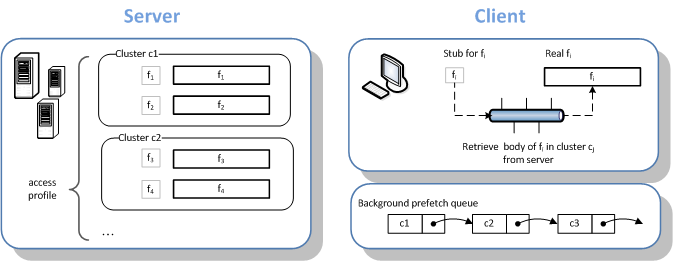 Server
Cluster c1
f1
f1
f2
f2
Cluster c2
f3
f3
f4
f4
access
profile
...
Client
Stub for fi
Real fi
fi
fi
Retrieve body of fi in cluster cj
from server
Background prefetch queue
c1
c2
c3